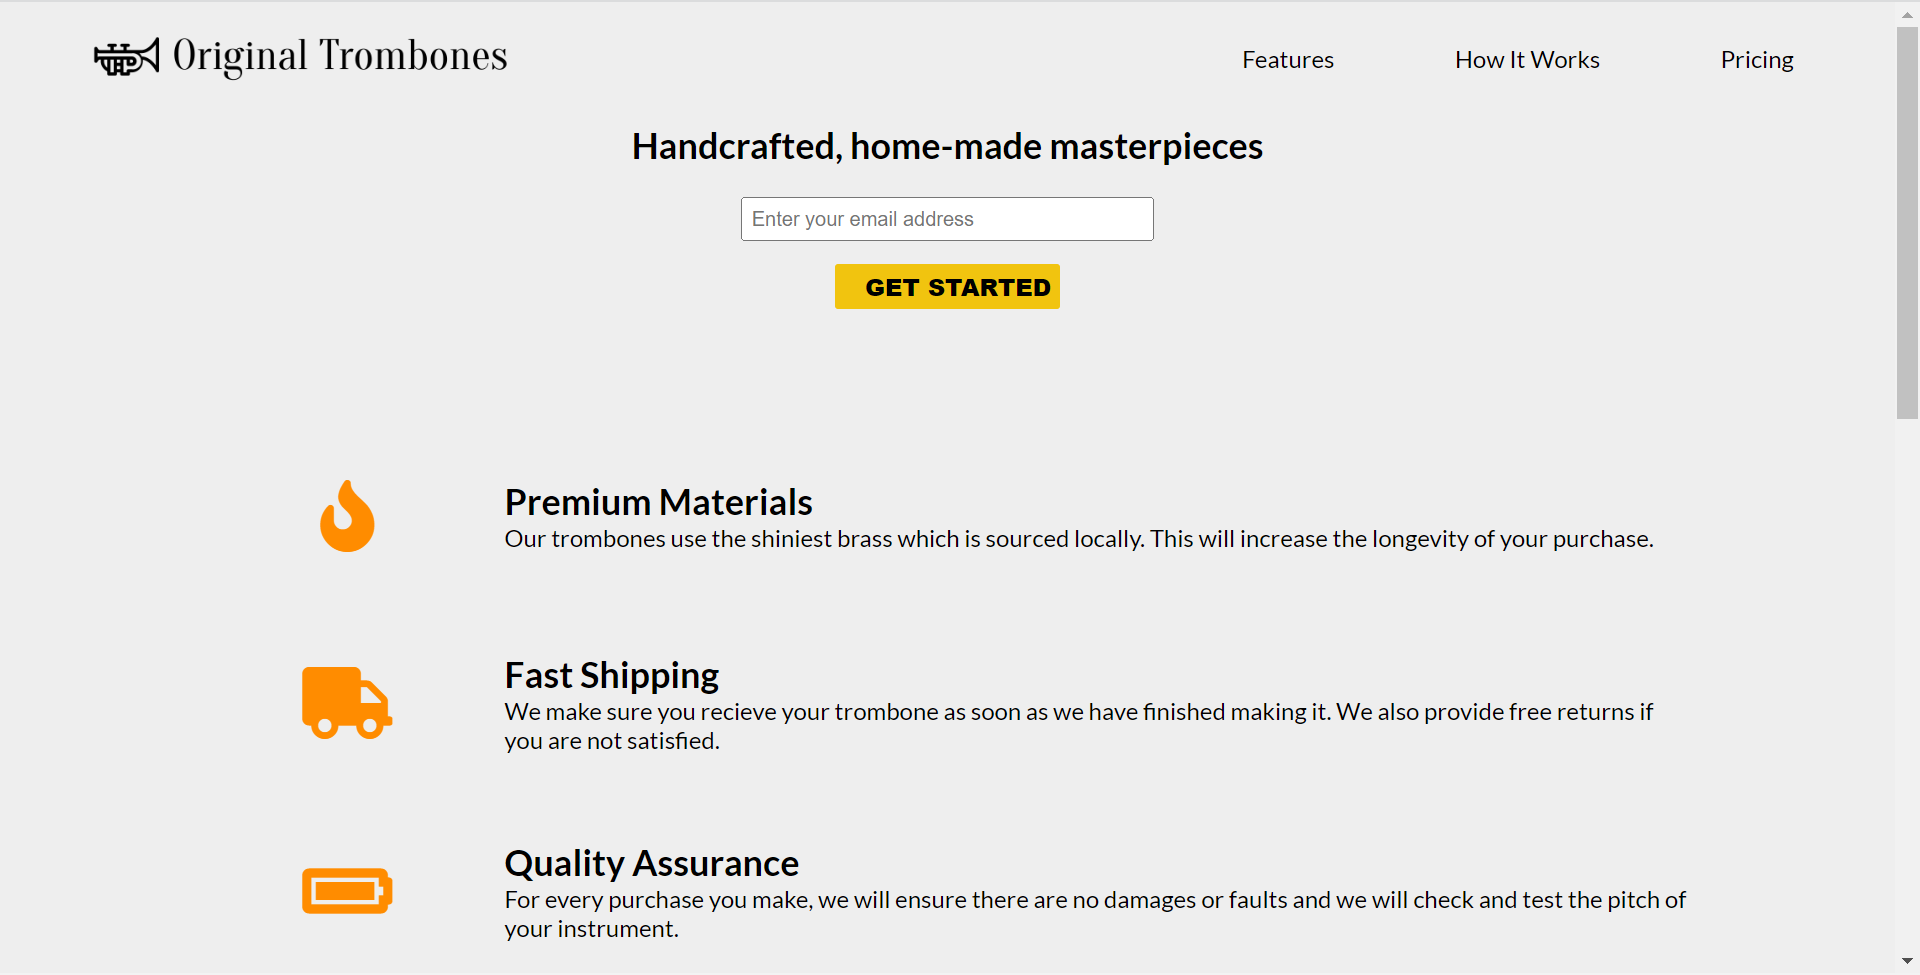 Original Trombones
Features
How It Works
Pricing
Handcrafted, home-made masterpieces
Enter your email address
GET STARTED
Premium Materials
Our trombones use the shiniest brass which is sourced locally. This will increase the longevity of your purchase.
Fast Shipping
We make sure you recieve your trombone as soon as we have finished making it. We also provide free returns if
you are not satisfied.
Quality Assurance
For every purchase you make, we will ensure there are no damages or faults and we will check and test the pitch of
your instrument.